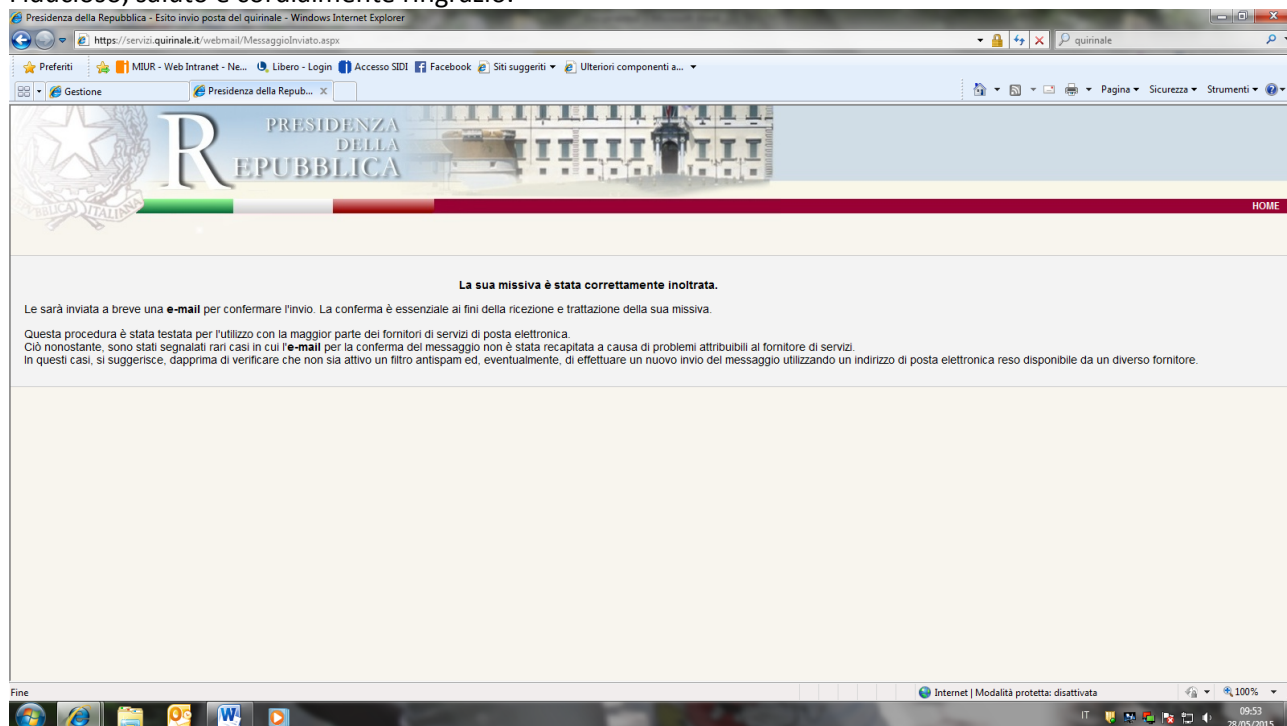 Presidenza della Repubblica - Esito invio posta del quirinale - Windows Internet Explorer
https://servizi.quirinale.it/webmail/MessaggioInviato.aspx
quirinale
Preferiti MIUR - Web Intranet - Ne... Libero - Login Accesso SIDI Facebook Siti suggeriti Ulteriori componenti a...
Gestione Presidenza della Repub... X Pagina Sicurezza Strumenti
PRESIDENZA
DELLA
REPUBBLICA
HOME
La sua missiva è stata correttamente inoltrata.
Le sarà inviata a breve una e-mail per confermare l'invio. La conferma è essenziale ai fini della ricezione e trattazione della sua missiva.
Questa procedura è stata testata per l'utilizzo con la maggior parte dei fornitori di servizi di posta elettronica.
Ciò nonostante, sono stati segnalati rari casi in cui l'e-mail per la conferma del messaggio non è stata recapitata a causa di problemi attribuibili al fornitore di servizi.
In questi casi, si suggerisce, dapprima di verificare che non sia attivo un filtro antispam ed, eventualmente, di effettuare un nuovo invio del messaggio utilizzando un indirizzo di posta elettronica reso disponibile da un diverso fornitore.
Fine Internet | Modalità protetta: disattivata 100%
IT 09:53